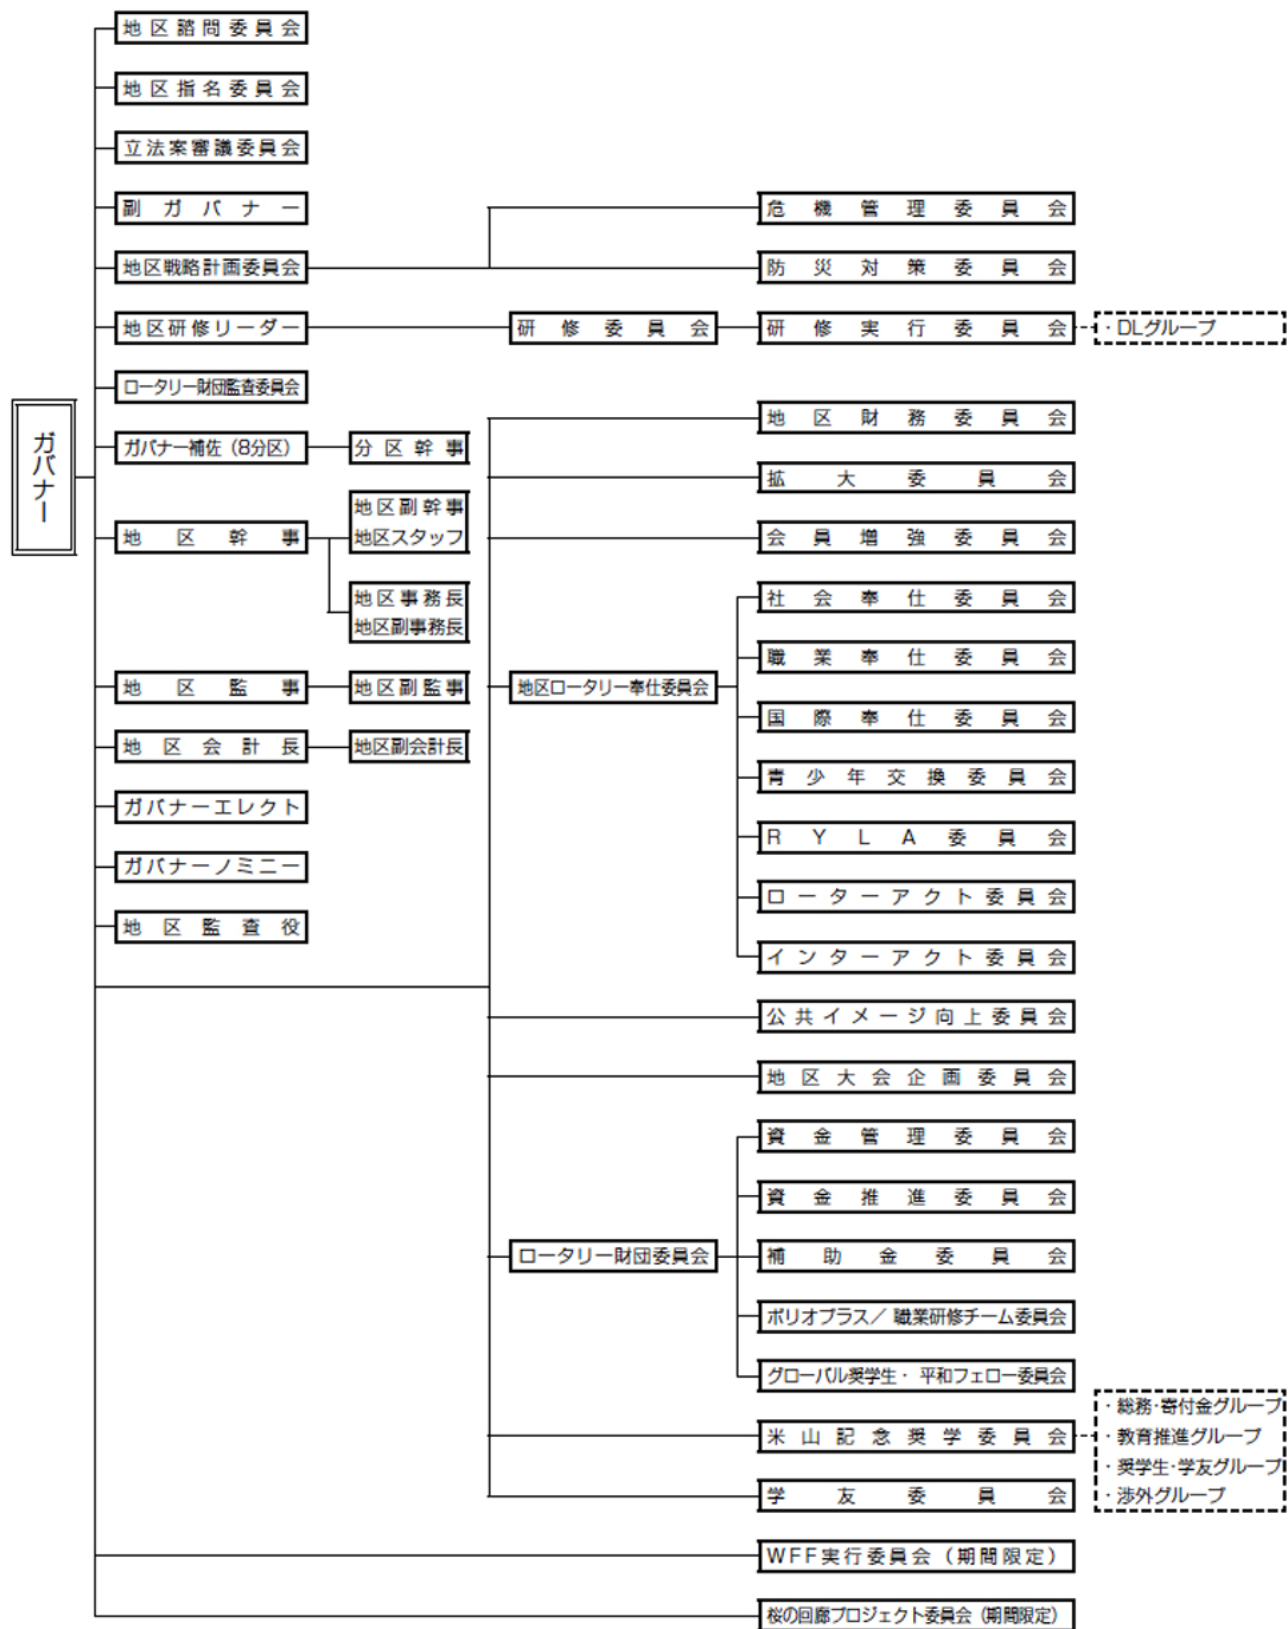 地区諮問委員会
地区指名委員会
立法案審議委員会
副ガバナー
危機管理委員会
地区戦略計画委員会
防災対策委員会
地区研修リーダー
研修委員会
研修実行委員会
・DLグループ
ロータリー財団監査委員会
ガバナー
地区財務委員会
ガバナー補佐（8分区）
分区幹事
拡大委員会
地区幹事
地区副幹事
地区スタッフ
会員増強委員会
地区事務長
地区副事務長
社会奉仕委員会
職業奉仕委員会
地区監事
地区副監事
地区ロータリー奉仕委員会
国際奉仕委員会
地区会計長
地区副会計長
青少年交換委員会
ガバナーエレクト
RYLA委員会
ガバナーノミニー
ローターアクト委員会
地区監査役
インターアクト委員会
公共イメージ向上委員会
地区大会企画委員会
資金管理委員会
資金推進委員会
ロータリー財団委員会
補助金委員会
ポリオプラス／職業研修チーム委員会
グローバル奨学生・平和フェロー委員会
米山記念奨学委員会
・総務・寄付金グループ
・教育推進グループ
・奨学生・学友グループ
・渉外グループ
学友委員会
WFF実行委員会（期間限定）
桜の回廊プロジェクト委員会（期間限定）